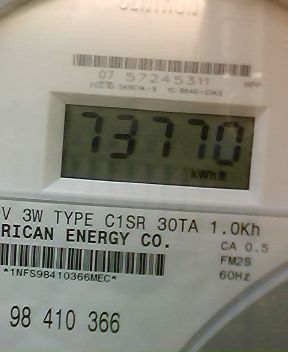 CENTRON
07 57245311
73770
kWh
V 3W TYPE C1SR 30TA 1.0Kh
RICAN ENERGY CO.
CA 0.5
FM2S
60Hz
*1NFS98410366MEC*
98 410 366